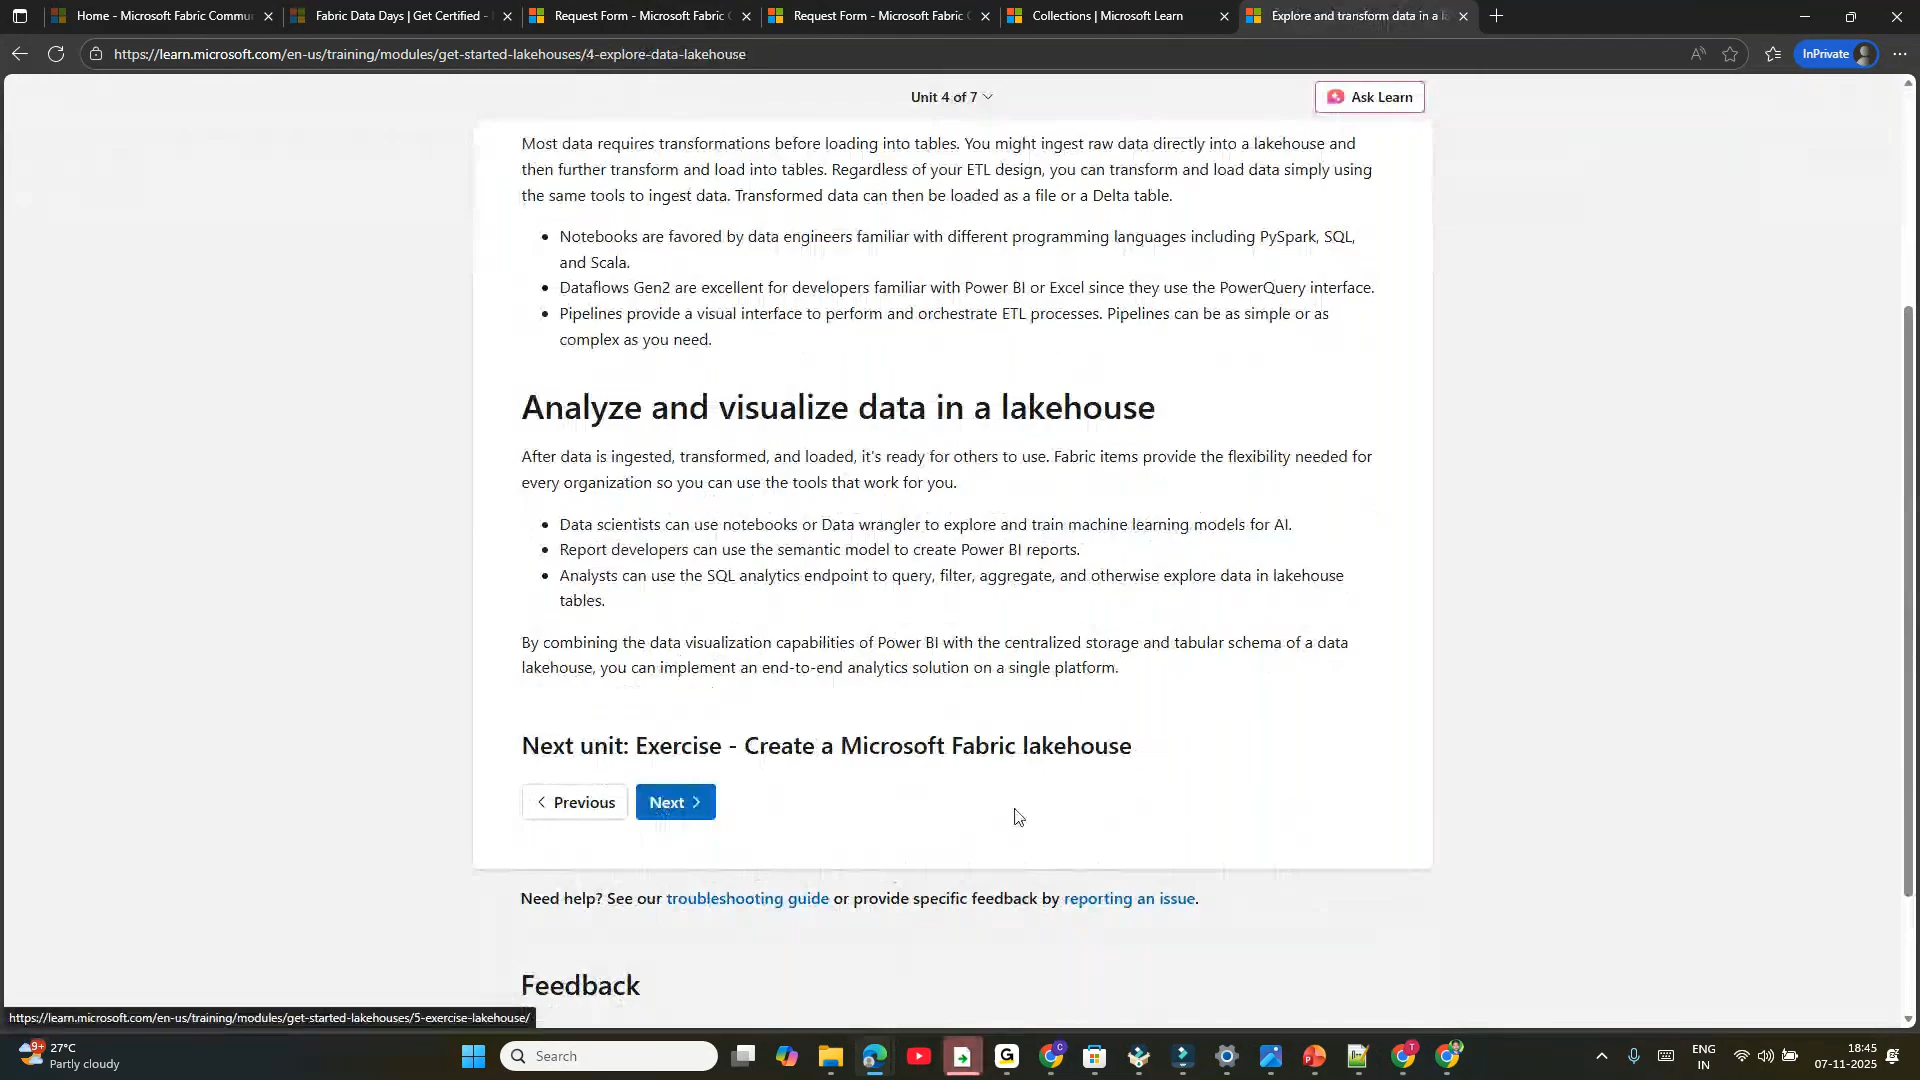 Home - Microsoft Fabric Commu
Fabric Data Days | Get Certified -
Request Form - Microsoft Fabric C
Request Form - Microsoft Fabric C
Collections | Microsoft Learn
Explore and transform data in a l
https://learn.microsoft.com/en-us/training/modules/get-started-lakehouses/4-explore-data-lakehouse
InPrivate
Unit 4 of 7
Ask Learn
Most data requires transformations before loading into tables. You might ingest raw data directly into a lakehouse and
then further transform and load into tables. Regardless of your ETL design, you can transform and load data simply using
the same tools to ingest data. Transformed data can then be loaded as a file or a Delta table.
• Notebooks are favored by data engineers familiar with different programming languages including PySpark, SQL,
and Scala.
• Dataflows Gen2 are excellent for developers familiar with Power BI or Excel since they use the PowerQuery interface.
• Pipelines provide a visual interface to perform and orchestrate ETL processes. Pipelines can be as simple or as
complex as you need.
Analyze and visualize data in a lakehouse
After data is ingested, transformed, and loaded, it's ready for others to use. Fabric items provide the flexibility needed for
every organization so you can use the tools that work for you.
• Data scientists can use notebooks or Data wrangler to explore and train machine learning models for AI.
• Report developers can use the semantic model to create Power BI reports.
• Analysts can use the SQL analytics endpoint to query, filter, aggregate, and otherwise explore data in lakehouse
tables.
By combining the data visualization capabilities of Power BI with the centralized storage and tabular schema of a data
lakehouse, you can implement an end-to-end analytics solution on a single platform.
Next unit: Exercise - Create a Microsoft Fabric lakehouse
Previous
Next
Need help? See our troubleshooting guide or provide specific feedback by reporting an issue.
Feedback
https://learn.microsoft.com/en-us/training/modules/get-started-lakehouses/5-exercise-lakehouse/
9+
27°C
Partly cloudy
Search
ENG
IN
18:45
07-11-2025